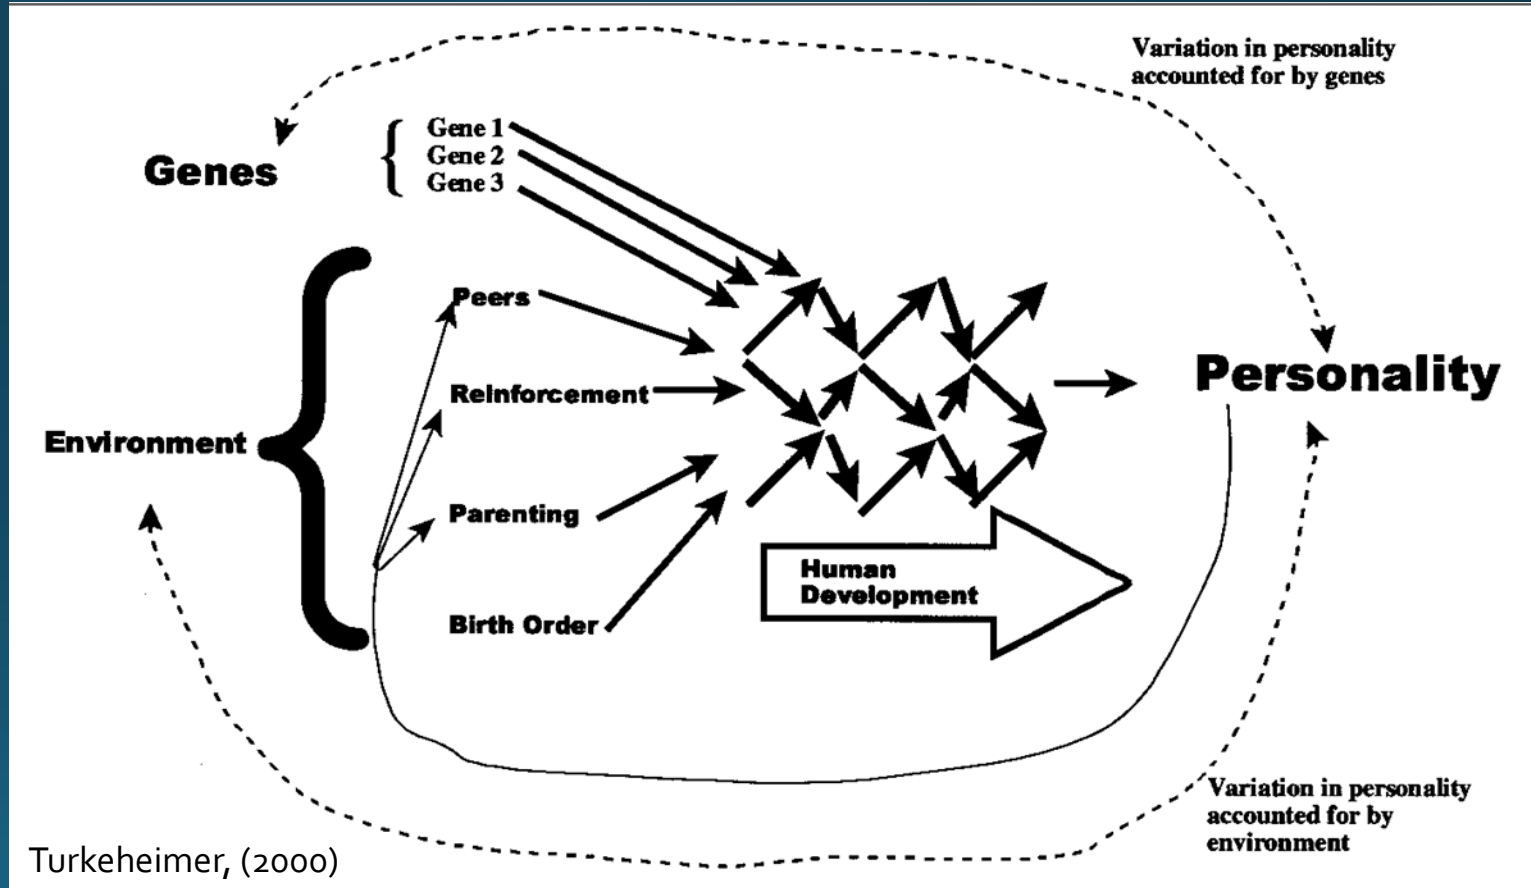 Variation in personality
accounted for by genes
Genes
Gene 1
Gene 2
Gene 3
Peers
Reinforcement
Environment
Parenting
Birth Order
Personality
Human
Development
Variation in personality
accounted for by
environment
Turkeheimer, (2000)